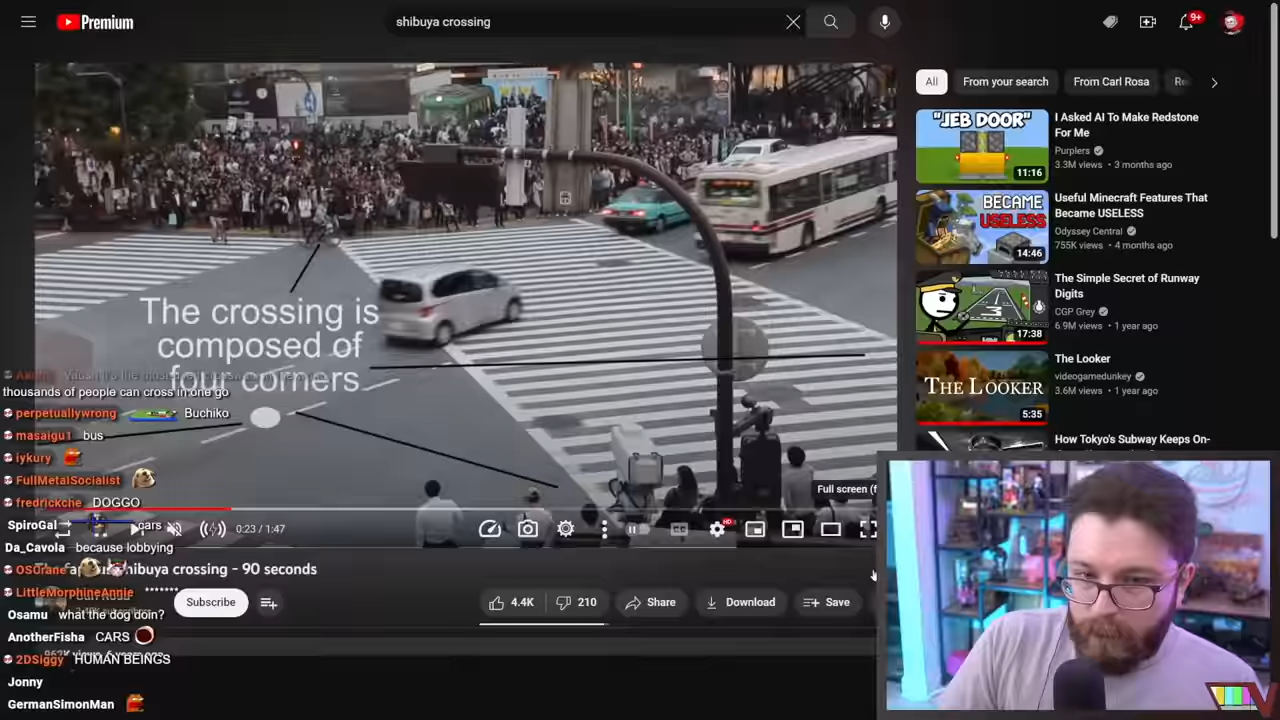 Premium
shibuya crossing
9+
All
From your search
From Carl Rosa
Re
"JEB DOOR"
11:16
I Asked AI To Make Redstone
For Me
Purplers
3.3M views • 3 months ago
BECAME
USELESS
14:46
Useful Minecraft Features That
Became USELESS
Odyssey Central
755K views • 4 months ago
17:38
The Simple Secret of Runway
Digits
CGP Grey
6.9M views • 1 year ago
THE LOOKER
5:35
The Looker
videogamedunkey
3.6M views • 1 year ago
How Tokyo's Subway Keeps On-
The crossing is
composed of
four corners
thousands of people can cross in one go
perpetuallywrong Buchiko
masaigu1 bus
iykury
FullMetalSocialist
fredrickche DOGGO
SpiroGal cars
Da_Cavola because lobbying
OSCrane
LittleMorphineAnnie *******
Osamu what the dog doin?
AnotherFisha CARS
2DSiggy HUMAN BEINGS
Jonny
GermanSimonMan
Full screen (f
0:23 / 1:47
HD
shibuya crossing - 90 seconds
Subscribe
4.4K
210
Share
Download
Save